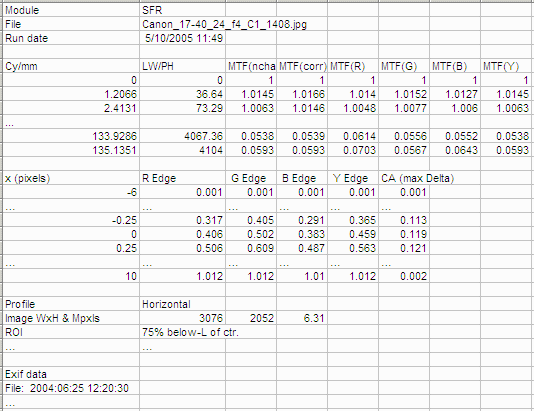 Module SFR
File Canon_17-40_24_f4_C1_1408.jpg
Run date 5/10/2005 11:49
Cy/mm LW/PH MTF(ncha MTF(corr) MTF(R) MTF(G) MTF(B) MTF(Y)
0 0 1 1 1 1 1 1
1.2066 36.64 1.0145 1.0166 1.014 1.0152 1.0127 1.0145
2.4131 73.29 1.0063 1.0146 1.0048 1.0077 1.006 1.0063
...
133.9286 4067.36 0.0538 0.0539 0.0614 0.0556 0.0552 0.0538
135.1351 4104 0.0593 0.0593 0.0703 0.0567 0.0643 0.0593
x (pixels) R Edge G Edge B Edge Y Edge CA (max Delta)
-6 0.001 0.001 0.001 0.001 0.001
... ... ... ... ... ...
-0.25 0.317 0.405 0.291 0.365 0.113
0 0.406 0.502 0.383 0.459 0.119
0.25 0.506 0.609 0.487 0.563 0.121
... ... ... ... ... ...
10 1.012 1.012 1.01 1.012 0.002
Profile Horizontal
Image WxH & Mpxls 3076 2052 6.31
ROI 75% below-L of ctr.
... ...
Exif data
File: 2004:06:25 12:20:30
...